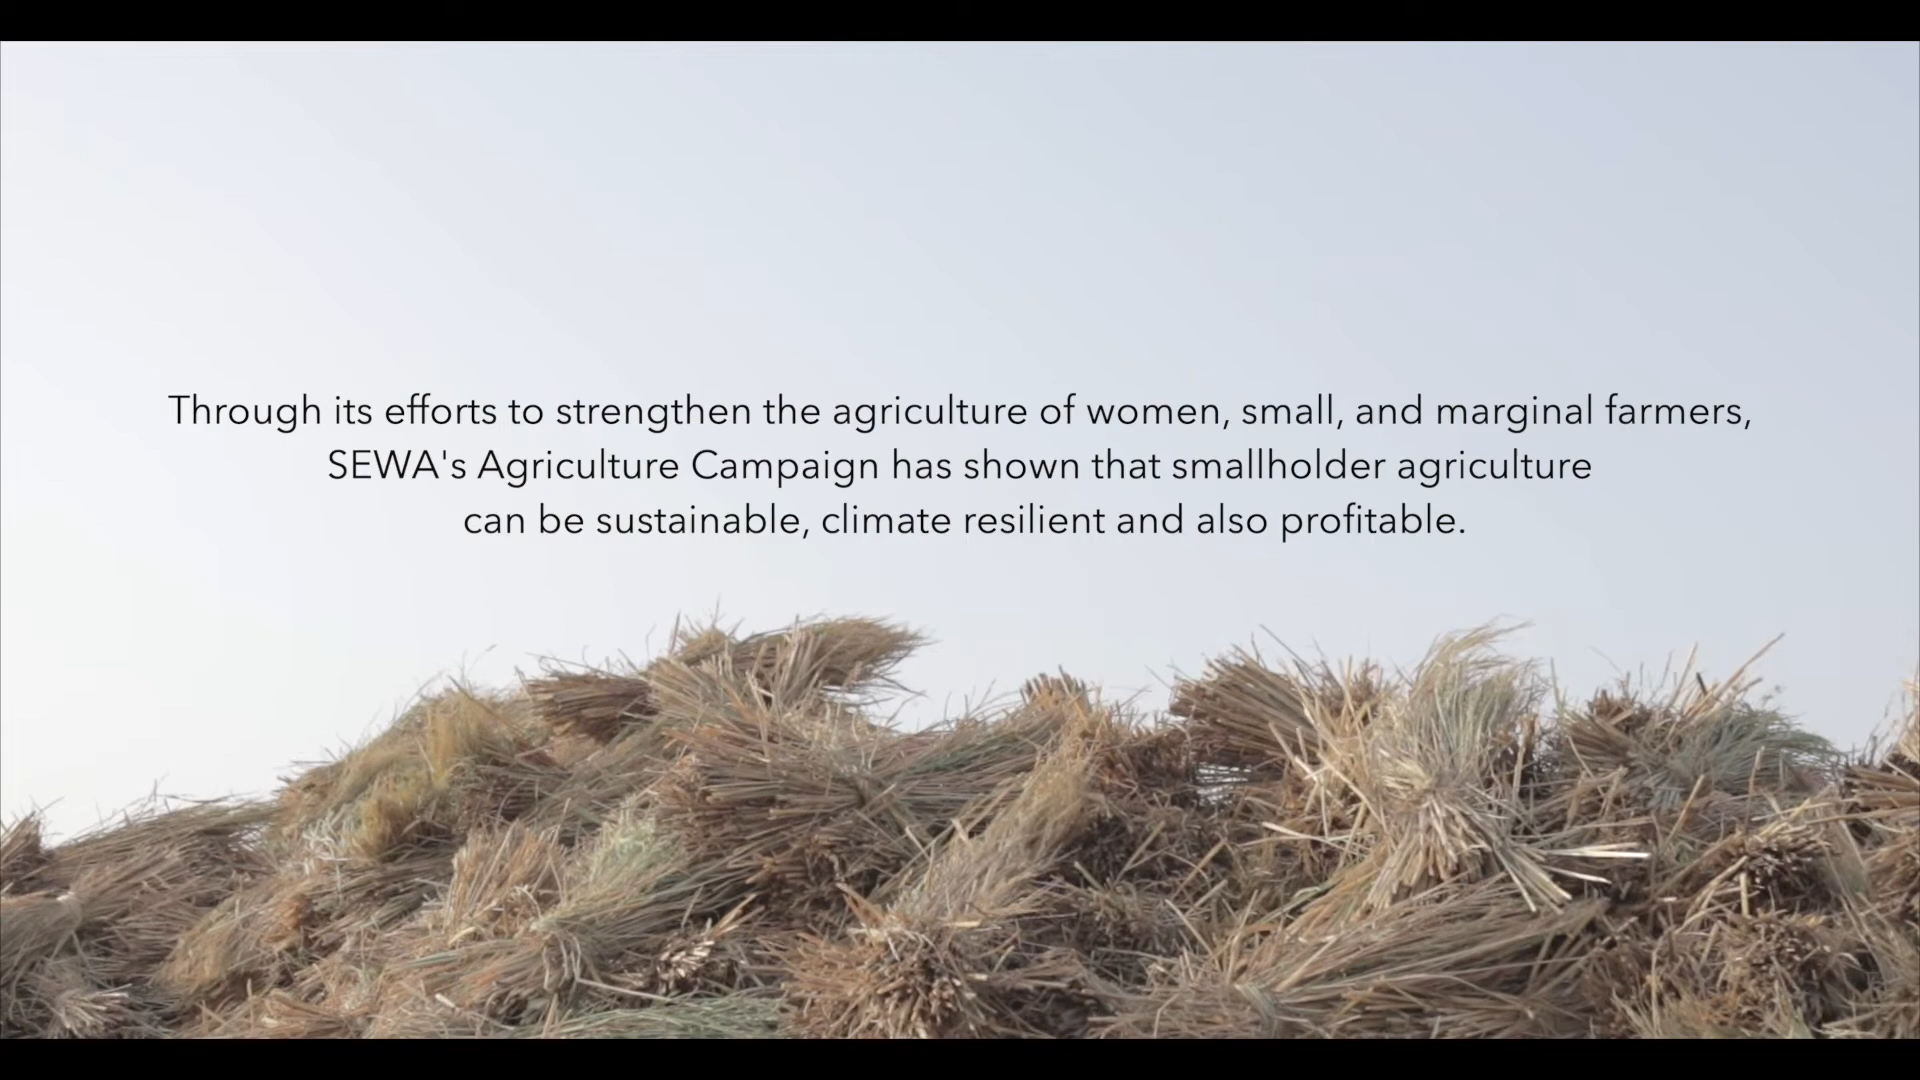 Through its efforts to strengthen the agriculture of women, small, and marginal farmers,
SEWA's Agriculture Campaign has shown that smallholder agriculture
can be sustainable, climate resilient and also profitable.